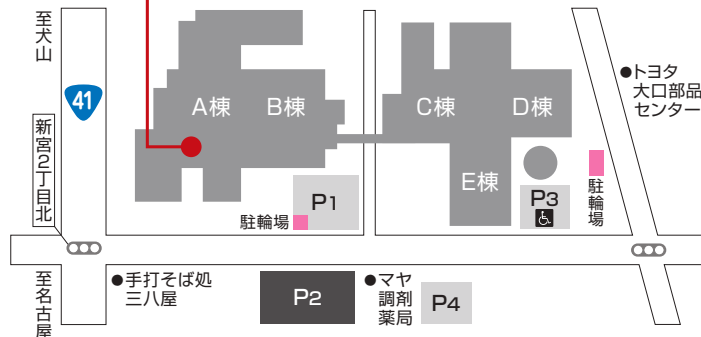 至犬山
41
新宮2丁目北
至名古屋
A棟
B棟
C棟
D棟
E棟
P1
駐輪場
P3
駐輪場
●トヨタ
大口部品
センター
●手打そば処
三八屋
P2
●マヤ
調剤
薬局
P4